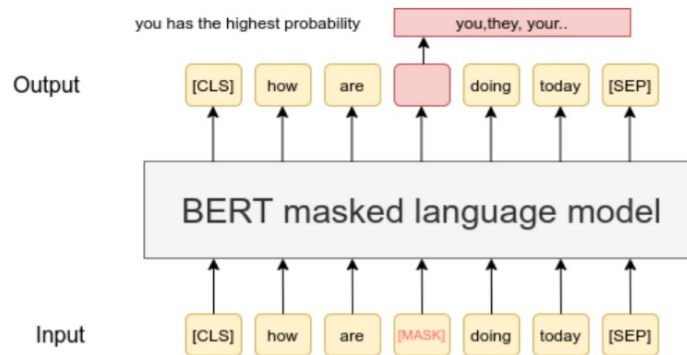 you has the highest probability
you,they, your..
Output
[CLS] how are doing today [SEP]
BERT masked language model
Input
[CLS] how are [MASK] doing today [SEP]